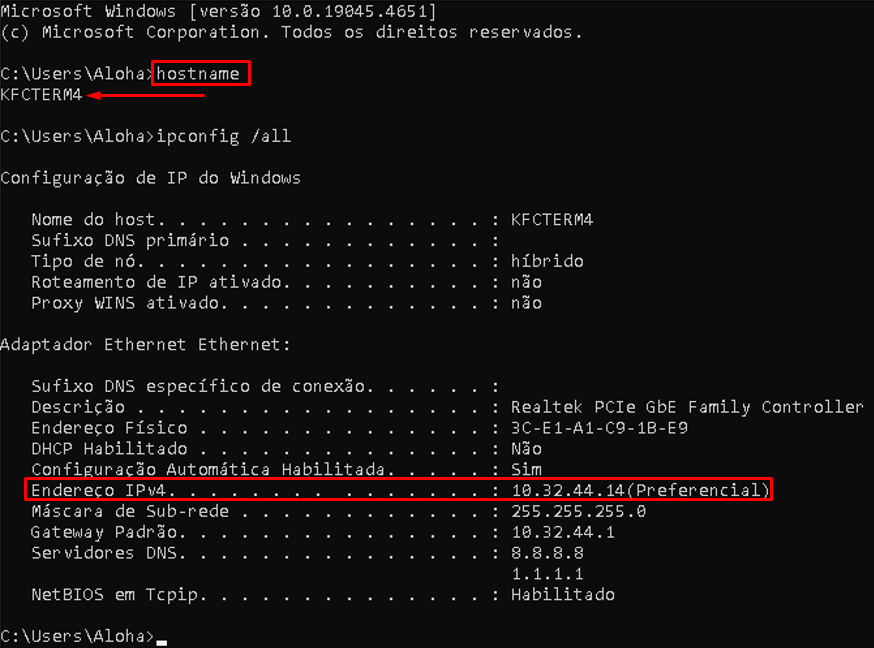 Microsoft Windows [versão 10.0.19045.4651]
(c) Microsoft Corporation. Todos os direitos reservados.
C:\Users\Aloha>hostname
KFCTERM4
C:\Users\Aloha>ipconfig /all
Configuração de IP do Windows
Nome do host. . . . . . . . . . . . . . . . : KFCTERM4
Sufixo DNS primário . . . . . . . . . . . . : 
Tipo de nó. . . . . . . . . . . . . . . . . : híbrido
Roteamento de IP ativado. . . . . . . . . . : não
Proxy WINS ativado. . . . . . . . . . . . . : não
Adaptador Ethernet Ethernet:
Sufixo DNS específico de conexão. . . . . . : 
Descrição . . . . . . . . . . . . . . . . . : Realtek PCIe GbE Family Controller
Endereço Físico . . . . . . . . . . . . . . : 3C-E1-A1-C9-1B-E9
DHCP Habilitado . . . . . . . . . . . . . . : Não
Configuração Automática Habilitada. . . . . : Sim
Endereço IPv4. . . . . . . . . . . . . . . : 10.32.44.14(Preferencial)
Máscara de Sub-rede . . . . . . . . . . . . : 255.255.255.0
Gateway Padrão. . . . . . . . . . . . . . . : 10.32.44.1
Servidores DNS. . . . . . . . . . . . . . . : 8.8.8.8
1.1.1.1
NetBIOS em Tcpip. . . . . . . . . . . . . . : Habilitado
C:\Users\Aloha>